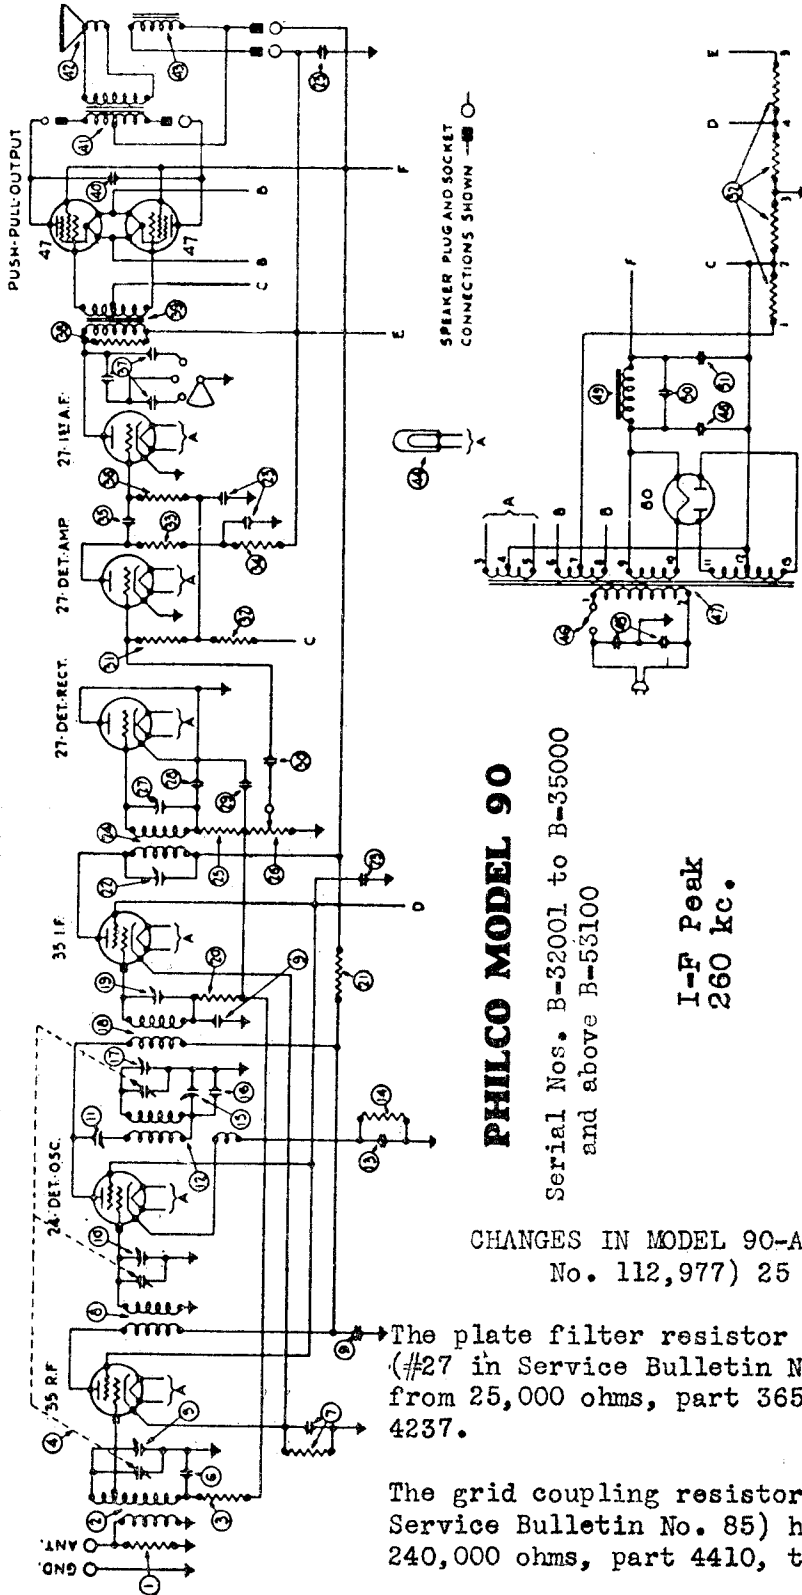 PUSH-PULL-OUTPUT
47
47
27-1ST A.F.
27-DET.-AMP.
27-DET.-RECT.
35 I.F.
24-DET.-OSC.
35 R.F.
ANT.
GND.
SPEAKER PLUG AND SOCKET
CONNECTIONS SHOWN
80
PHILCO MODEL 90
Serial Nos. B-32001 to B-35000
and above B-53100
I-F Peak
260 kc.
CHANGES IN MODEL 90-A
No. 112,977) 25
The plate filter resistor
(#27 in Service Bulletin N
from 25,000 ohms, part 365
4237.
The grid coupling resistor
Service Bulletin No. 85) h
240,000 ohms, part 4410, t